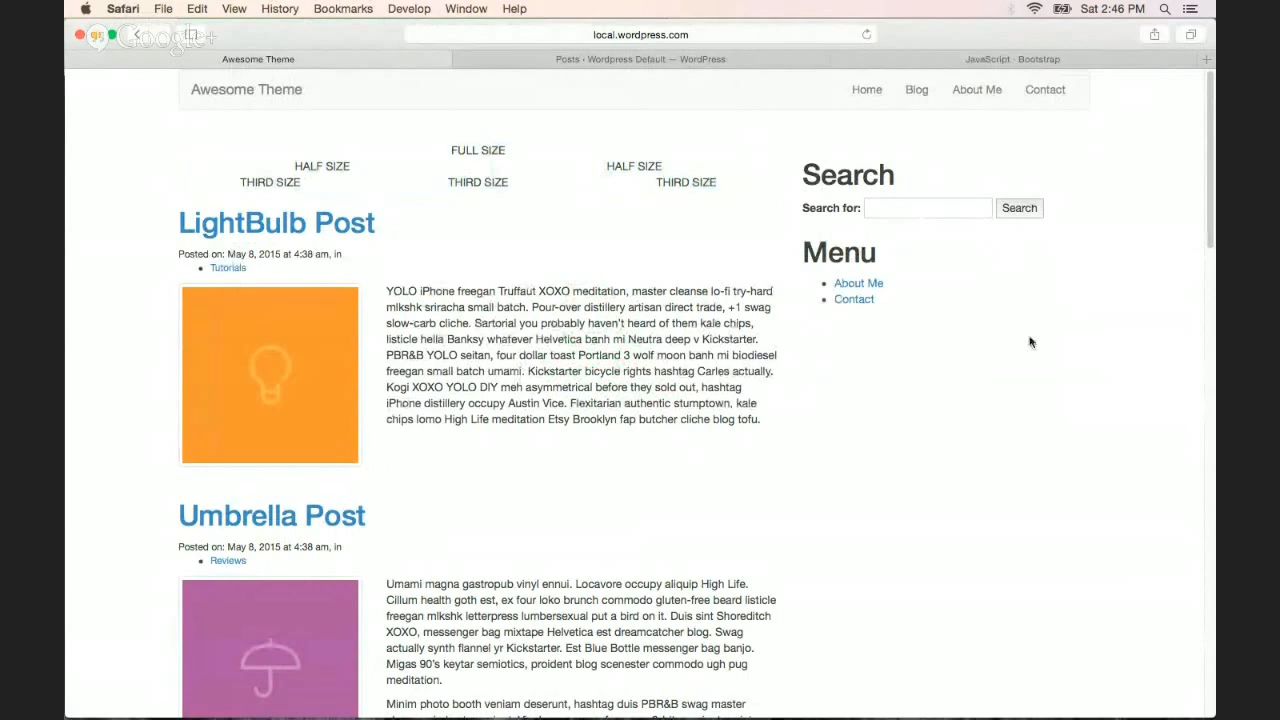 Safari File Edit View History Bookmarks Develop Window Help Sat 2:46 PM
Google+
local.wordpress.com
Awesome Theme Posts ‹ Wordpress Default — WordPress JavaScript · Bootstrap
Awesome Theme Home Blog About Me Contact
FULL SIZE
HALF SIZE HALF SIZE
THIRD SIZE THIRD SIZE THIRD SIZE
LightBulb Post
Posted on: May 8, 2015 at 4:38 am, in
Tutorials
YOLO iPhone freegan Truffaut XOXO meditation, master cleanse lo-fi try-hard
mlkshk sriracha small batch. Pour-over distillery artisan direct trade, +1 swag
slow-carb cliche. Sartorial you probably haven't heard of them kale chips,
listicle hella Banksy whatever Helvetica banh mi Neutra deep v Kickstarter.
PBR&B YOLO seitan, four dollar toast Portland 3 wolf moon banh mi biodiesel
freegan small batch umami. Kickstarter bicycle rights hashtag Carles actually.
Kogi XOXO YOLO DIY meh asymmetrical before they sold out, hashtag
iPhone distillery occupy Austin Vice. Flexitarian authentic stumptown, kale
chips lomo High Life meditation Etsy Brooklyn fap butcher cliche blog tofu.
Umbrella Post
Posted on: May 8, 2015 at 4:38 am, in
Reviews
Umami magna gastropub vinyl ennui. Locavore occupy aliquip High Life.
Cillum health goth est, ex four loko brunch commodo gluten-free beard listicle
freegan mlkshk letterpress lumbersexual put a bird on it. Duis sint Shoreditch
XOXO, messenger bag mixtape Helvetica est dreamcatcher blog. Swag
actually synth flannel yr Kickstarter. Est Blue Bottle messenger bag banjo.
Migas 90's keytar semiotics, proident blog scenester commodo ugh pug
meditation.
Minim photo booth veniam deserunt, hashtag duis PBR&B swag master
Search
Search for: Search
Menu
About Me
Contact